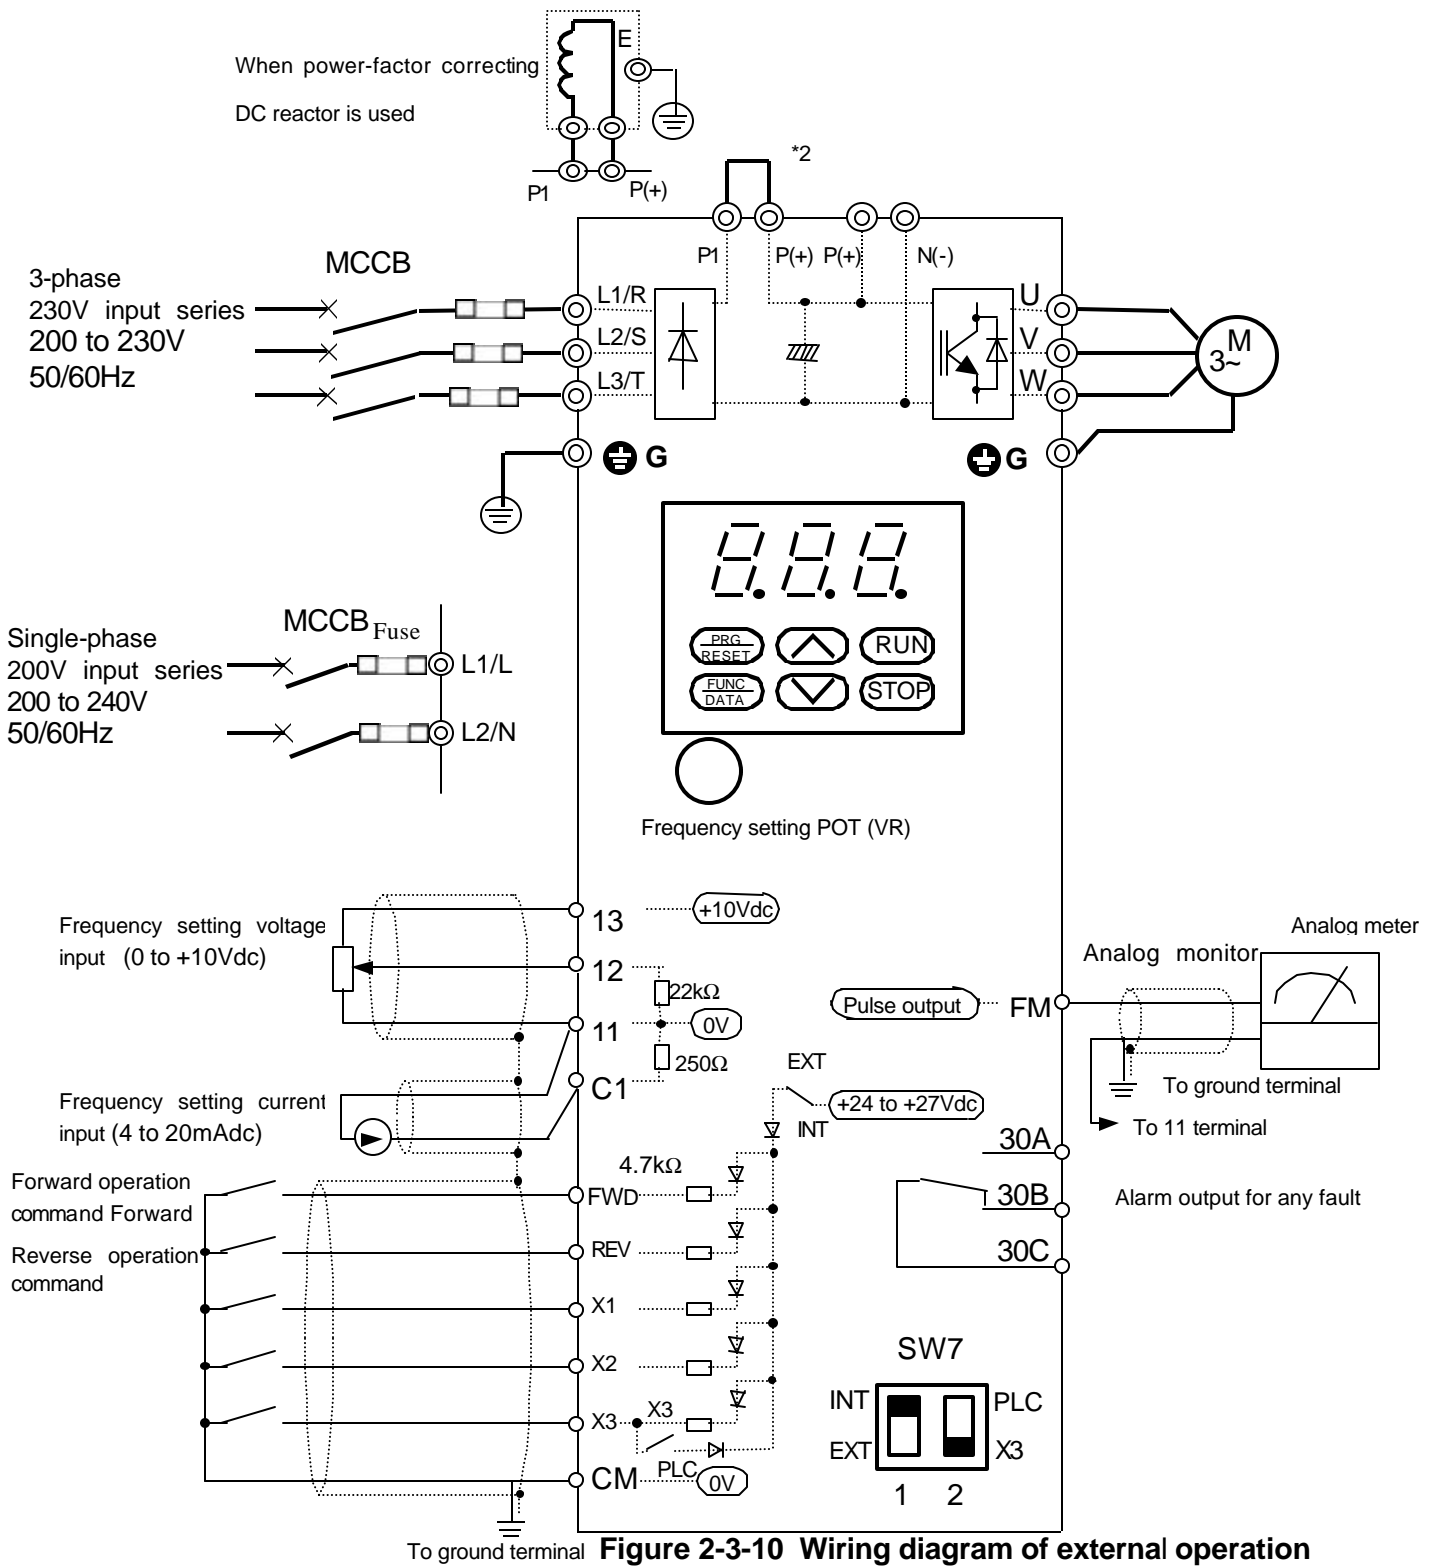 When power-factor correcting
DC reactor is used
E
P1
P(+)
*2
P1
P(+)
P(+)
N(-)
3-phase
230V input series
200 to 230V
50/60Hz
MCCB
L1/R
L2/S
L3/T
G
U
V
W
M
3~
G
8.8.8.
PRG
RESET
RUN
FUNC
DATA
STOP
Frequency setting POT (VR)
Single-phase
200V input series
200 to 240V
50/60Hz
MCCB
Fuse
L1/L
L2/N
Frequency setting voltage
input (0 to +10Vdc)
13
+10Vdc
12
22kΩ
11
0V
250Ω
C1
Frequency setting current
input (4 to 20mAdc)
Pulse output
FM
Analog monitor
Analog meter
To ground terminal
To 11 terminal
EXT
INT
+24 to +27Vdc
30A
30B
30C
Alarm output for any fault
Forward operation
command Forward
Reverse operation
command
4.7kΩ
FWD
REV
X1
X2
X3
X3
PLC
CM
0V
SW7
INT
EXT
PLC
X3
1
2
To ground terminal
Figure 2-3-10 Wiring diagram of external operation